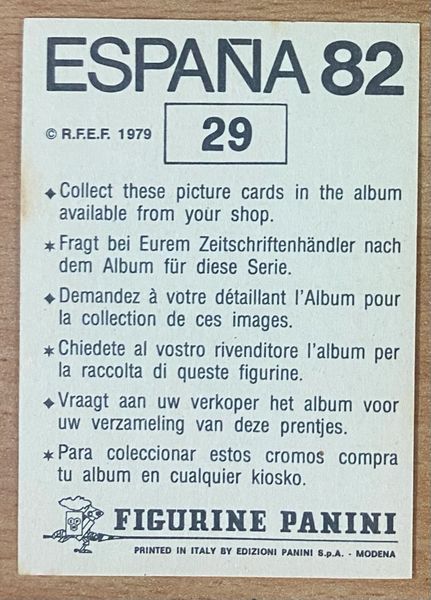 ESPAÑA 82
© R.F.E.F. 1979
29
Collect these picture cards in the album
available from your shop.
Fragt bei Eurem Zeitschriftenhändler nach
dem Album für diese Serie.
Demandez à votre détaillant l'Album pour
la collection de ces images.
Chiedete al vostro rivenditore l'album per
la raccolta di queste figurine.
Vraagt aan uw verkoper het album voor
uw verzameling van deze prentjes.
Para coleccionar estos cromos compra
tu album en cualquier kiosko.
FIGURINE PANINI
PRINTED IN ITALY BY EDIZIONI PANINI S.p.A. - MODENA